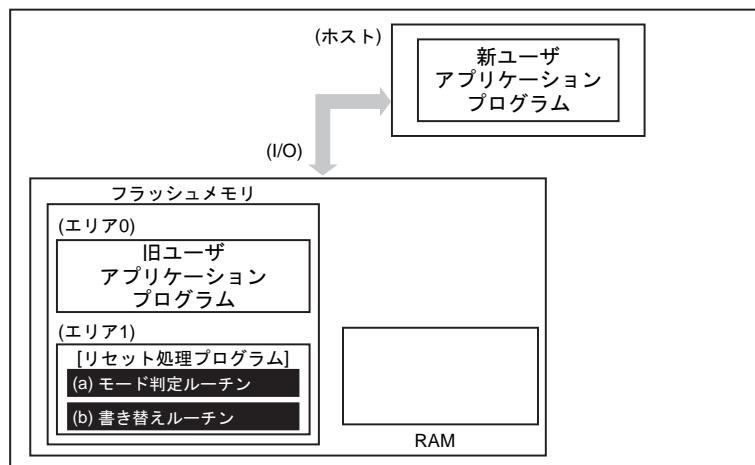 (ホスト)
新ユーザ
アプリケーション
プログラム
(I/O)
フラッシュメモリ
(エリア0)
旧ユーザ
アプリケーション
プログラム
(エリア1)
[リセット処理プログラム]
(a) モード判定ルーチン
(b) 書き替えルーチン
RAM